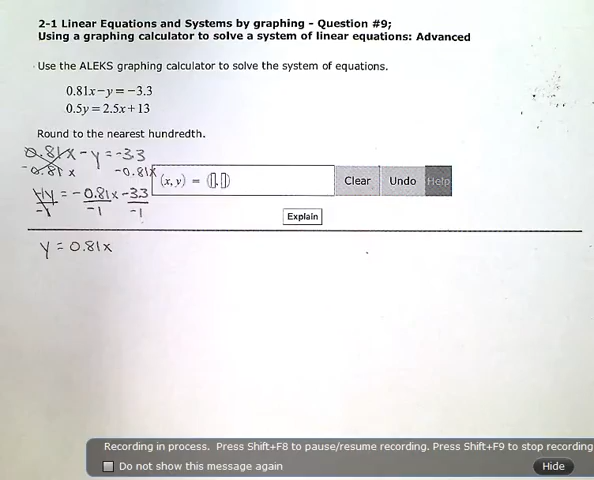 2-1 Linear Equations and Systems by graphing - Question #9;
Using a graphing calculator to solve a system of linear equations: Advanced
Use the ALEKS graphing calculator to solve the system of equations.
0.81x-y=-3.3
0.5y=2.5x+13
Round to the nearest hundredth.
0.81x - y = -3.3
-0.81x -0.81x
-y = -0.81x -3.3
-1 -1 -1
(x, y) = (▯,▯)
Clear Undo Help
Explain
y = 0.81x
Recording in process. Press Shift+F8 to pause/resume recording. Press Shift+F9 to stop recording
Do not show this message again
Hide